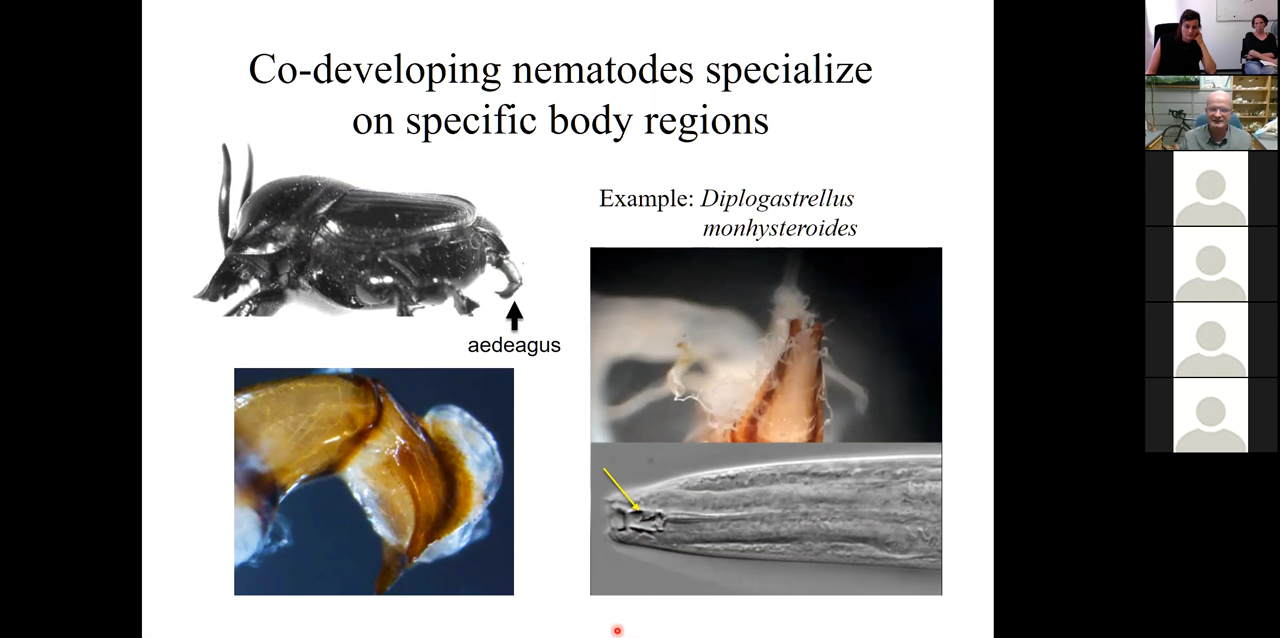 Co-developing nematodes specialize
on specific body regions
Example: Diplogastrellus
monhysteroides
aedeagus